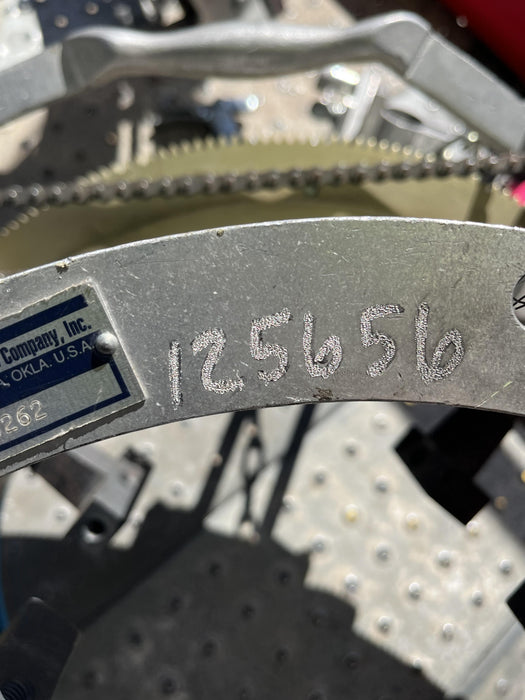 Company, Inc.
A, OKLA. U.S.A.
262
125656